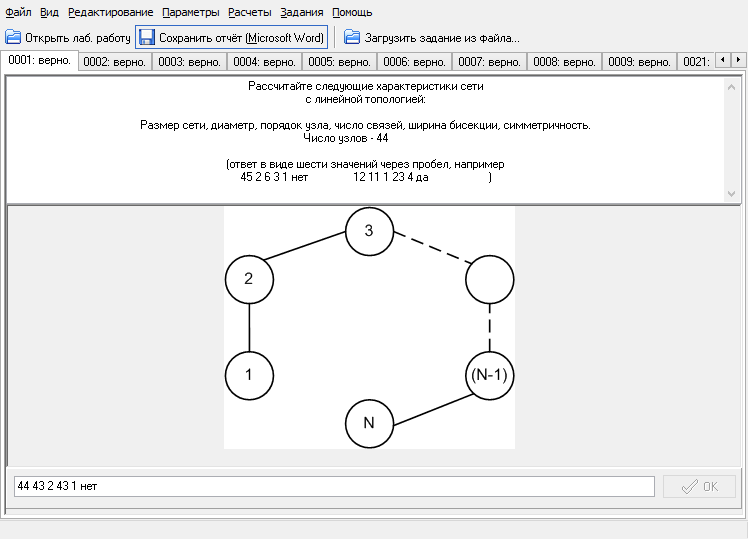 Файл Вид Редактирование Параметры Расчеты Задания Помощь
Открыть лаб. работу Сохранить отчёт (Microsoft Word) Загрузить задание из файла...
0001: верно. 0002: верно. 0003: верно. 0004: верно. 0005: верно. 0006: верно. 0007: верно. 0008: верно. 0009: верно. 0021:
Рассчитайте следующие характеристики сети
с линейной топологией:
Размер сети, диаметр, порядок узла, число связей, ширина бисекции, симметричность.
Число узлов - 44
(ответ в виде шести значений через пробел, например
45 2 6 3 1 нет 12 11 1 23 4 да )
3
2
1
(N-1)
N
44 43 2 43 1 нет
OK